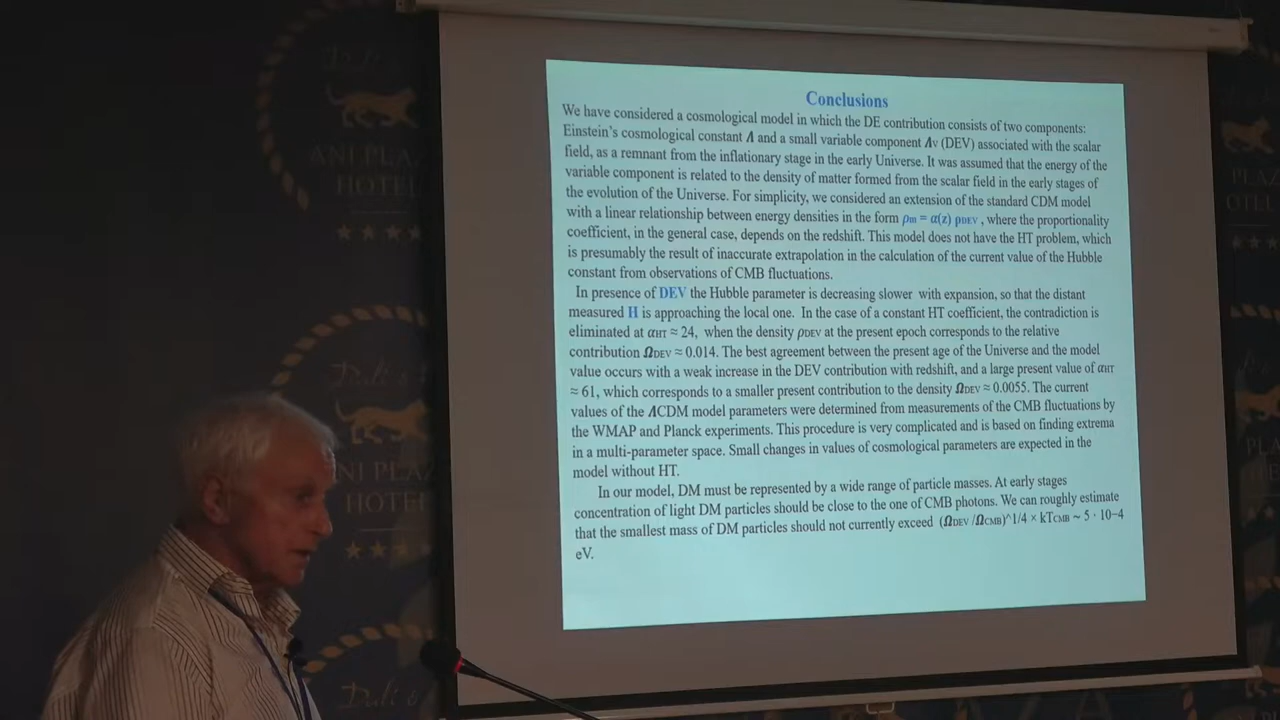 Conclusions
We have considered a cosmological model in which the DE contribution consists of two components:
Einstein's cosmological constant Λ and a small variable component Λv (DEV) associated with the scalar
field, as a remnant from the inflationary stage in the early Universe. It was assumed that the energy of the
variable component is related to the density of matter formed from the scalar field in the early stages of
the evolution of the Universe. For simplicity, we considered an extension of the standard CDM model
with a linear relationship between energy densities in the form ρm = α(z) ρDEV , where the proportionality
coefficient, in the general case, depends on the redshift. This model does not have the HT problem, which
is presumably the result of inaccurate extrapolation in the calculation of the current value of the Hubble
constant from observations of CMB fluctuations.
In presence of DEV the Hubble parameter is decreasing slower with expansion, so that the distant
measured H is approaching the local one. In the case of a constant HT coefficient, the contradiction is
eliminated at αHT ≈ 24, when the density ρDEV at the present epoch corresponds to the relative
contribution ΩDEV ≈ 0.014. The best agreement between the present age of the Universe and the model
value occurs with a weak increase in the DEV contribution with redshift, and a large present value of αHT
≈ 61, which corresponds to a smaller present contribution to the density ΩDEV ≈ 0.0055. The current
values of the ΛCDM model parameters were determined from measurements of the CMB fluctuations by
the WMAP and Planck experiments. This procedure is very complicated and is based on finding extrema
in a multi-parameter space. Small changes in values of cosmological parameters are expected in the
model without HT.
In our model, DM must be represented by a wide range of particle masses. At early stages
concentration of light DM particles should be close to the one of CMB photons. We can roughly estimate
that the smallest mass of DM particles should not currently exceed (ΩDEV /ΩCMB)^1/4 × kTCMB ~ 5 · 10−4
eV.
ANI PLAZ
HOTEL
ANI PLAZ
HOTEL
PLAZ